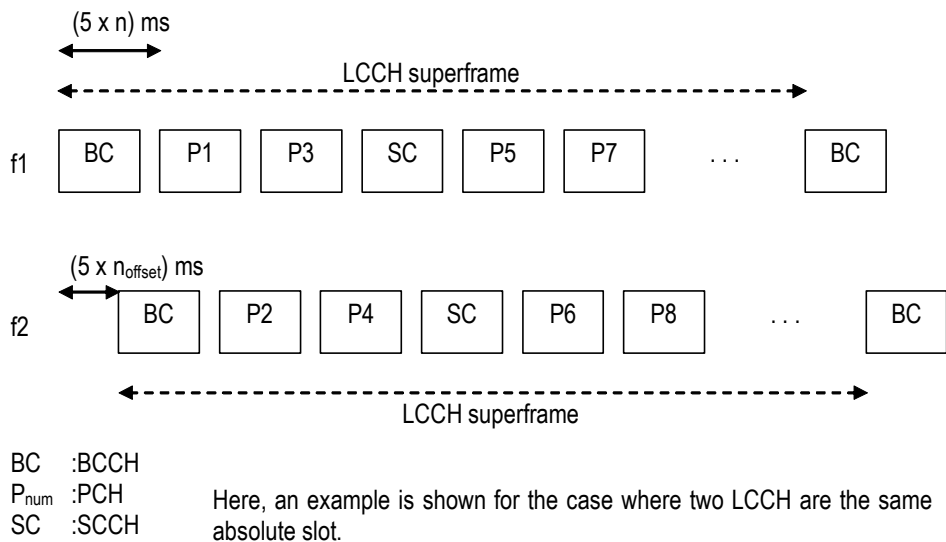 (5 x n) ms
LCCH superframe
f1 BC P1 P3 SC P5 P7 . . . BC
(5 x noffset) ms
f2 BC P2 P4 SC P6 P8 . . . BC
LCCH superframe
BC :BCCH
Pnum :PCH
SC :SCCH
Here, an example is shown for the case where two LCCH are the same
absolute slot.